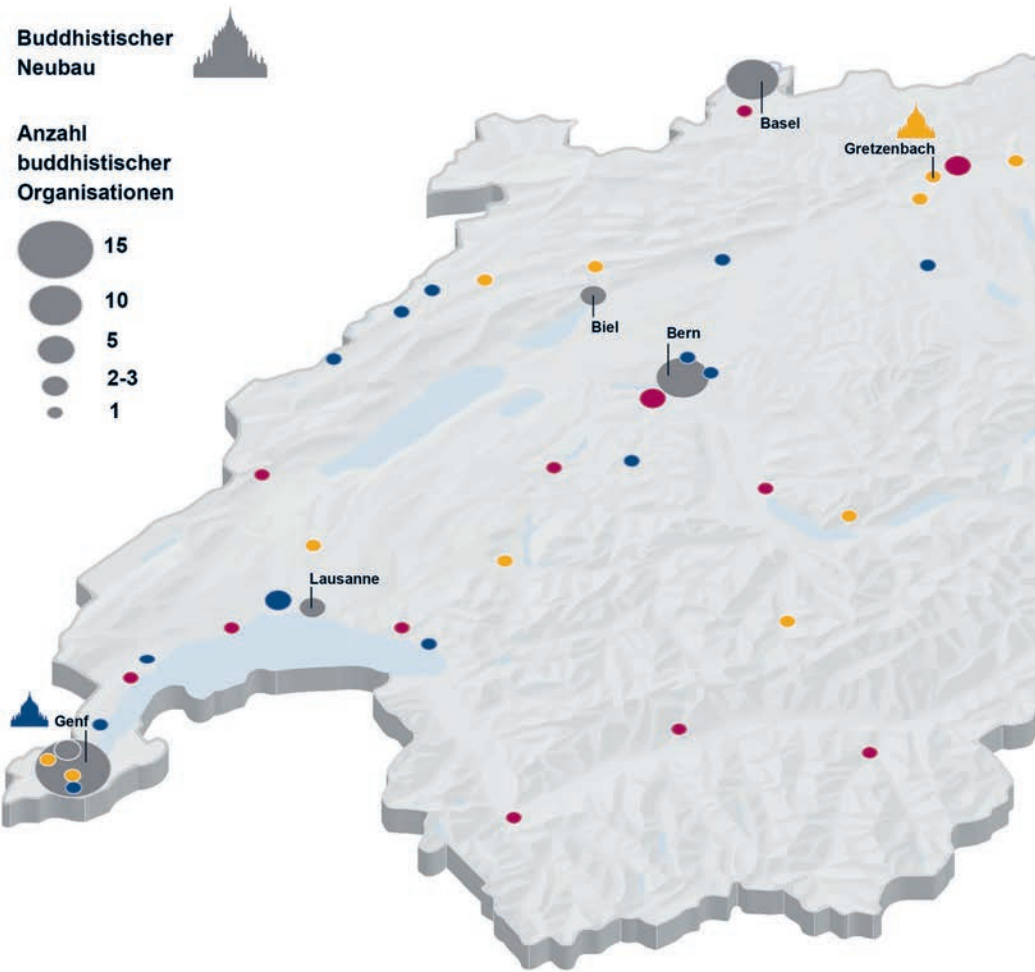 Buddhistischer
Neubau
Anzahl
buddhistischer
Organisationen
15
10
5
2-3
1
Basel
Gretzenbach
Biel
Bern
Lausanne
Genf